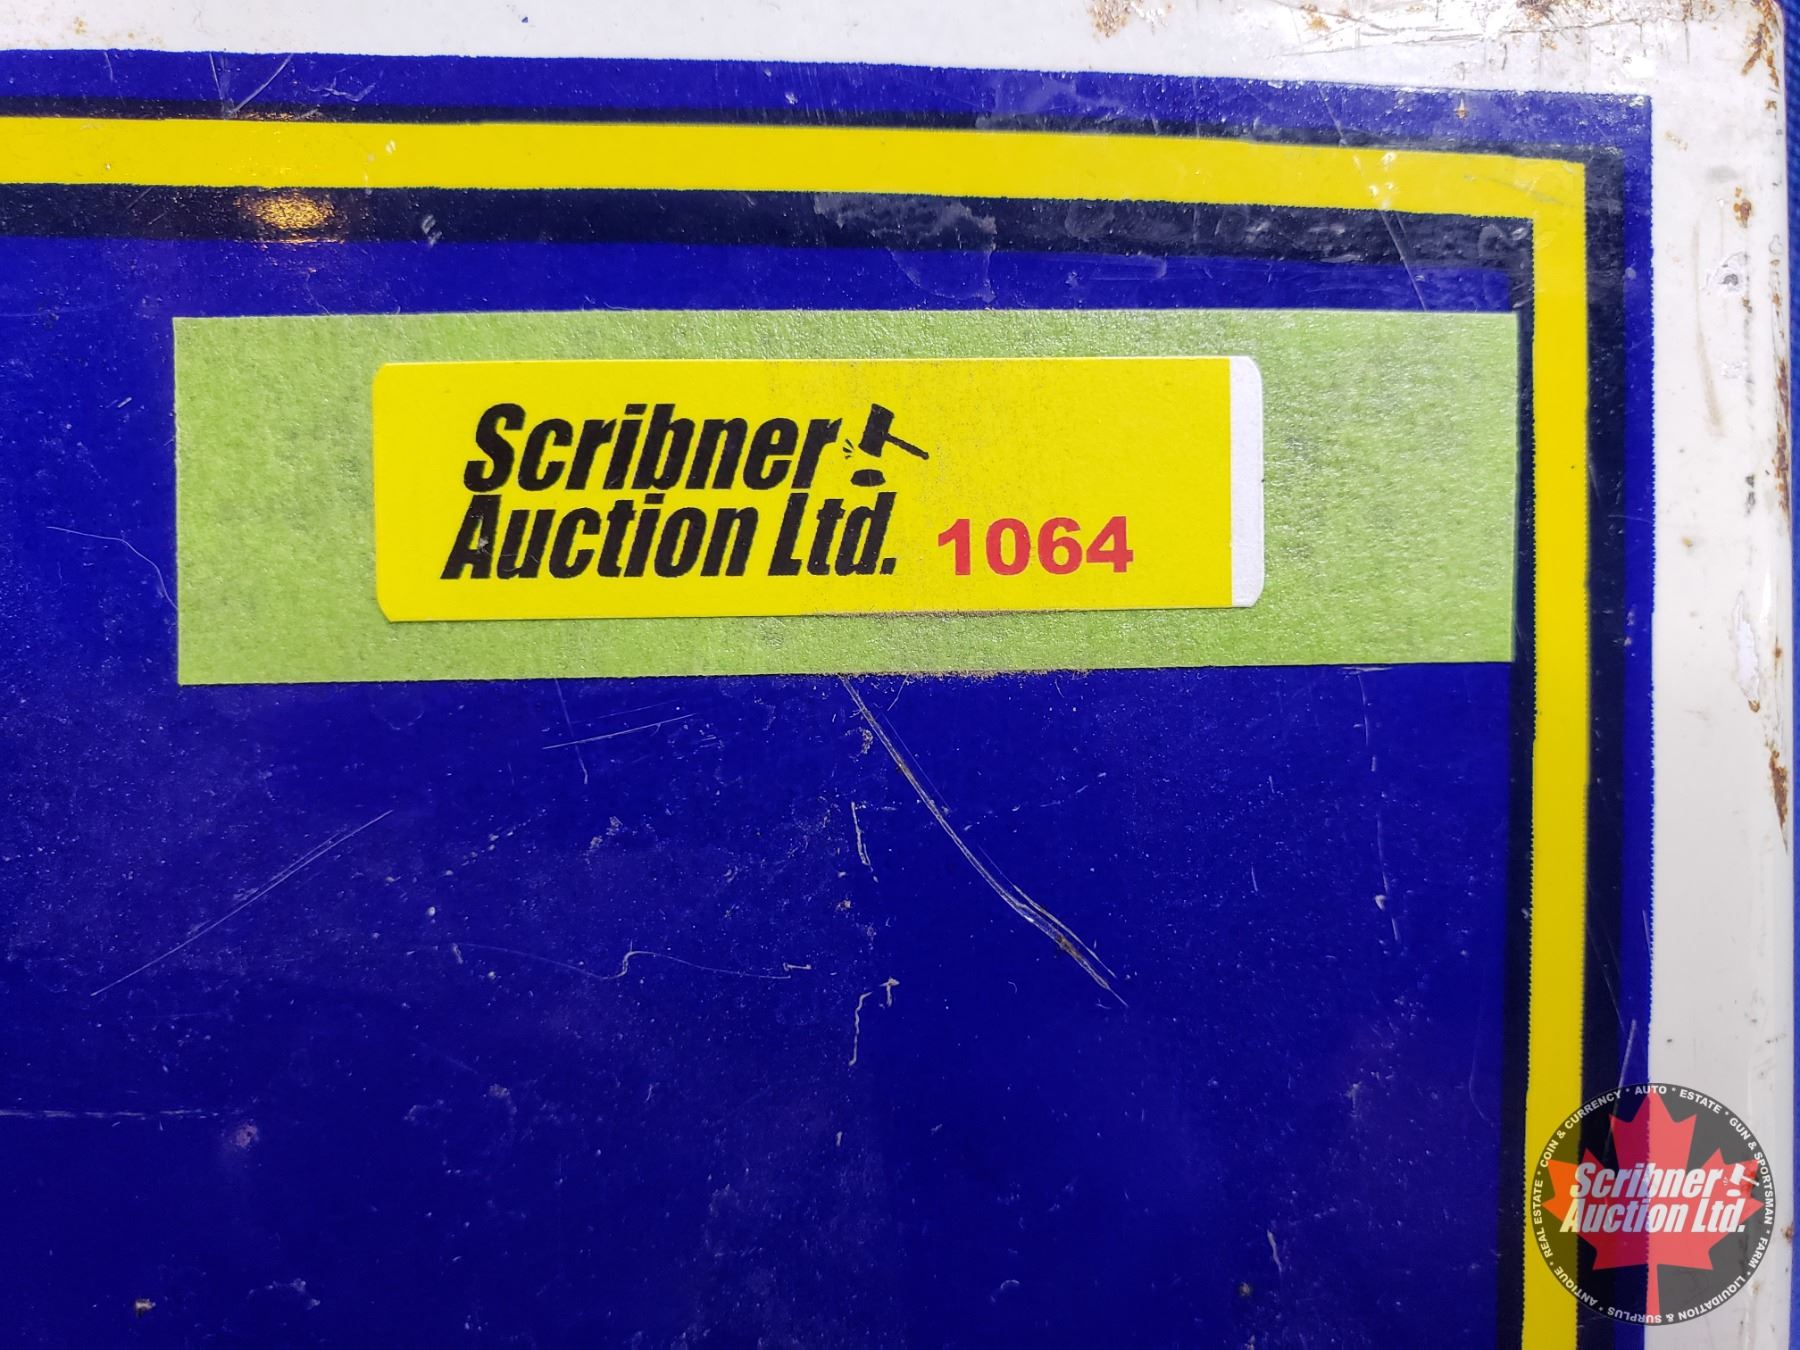 Scribner
Auction Ltd. 1064
REAL ESTATE * COIN & CURRENCY * AUTO * ESTATE * GUN & SPORTSMAN * FARM * LIQUIDATION & SURPLUS * ANTIQUE *
Scribner
Auction Ltd.